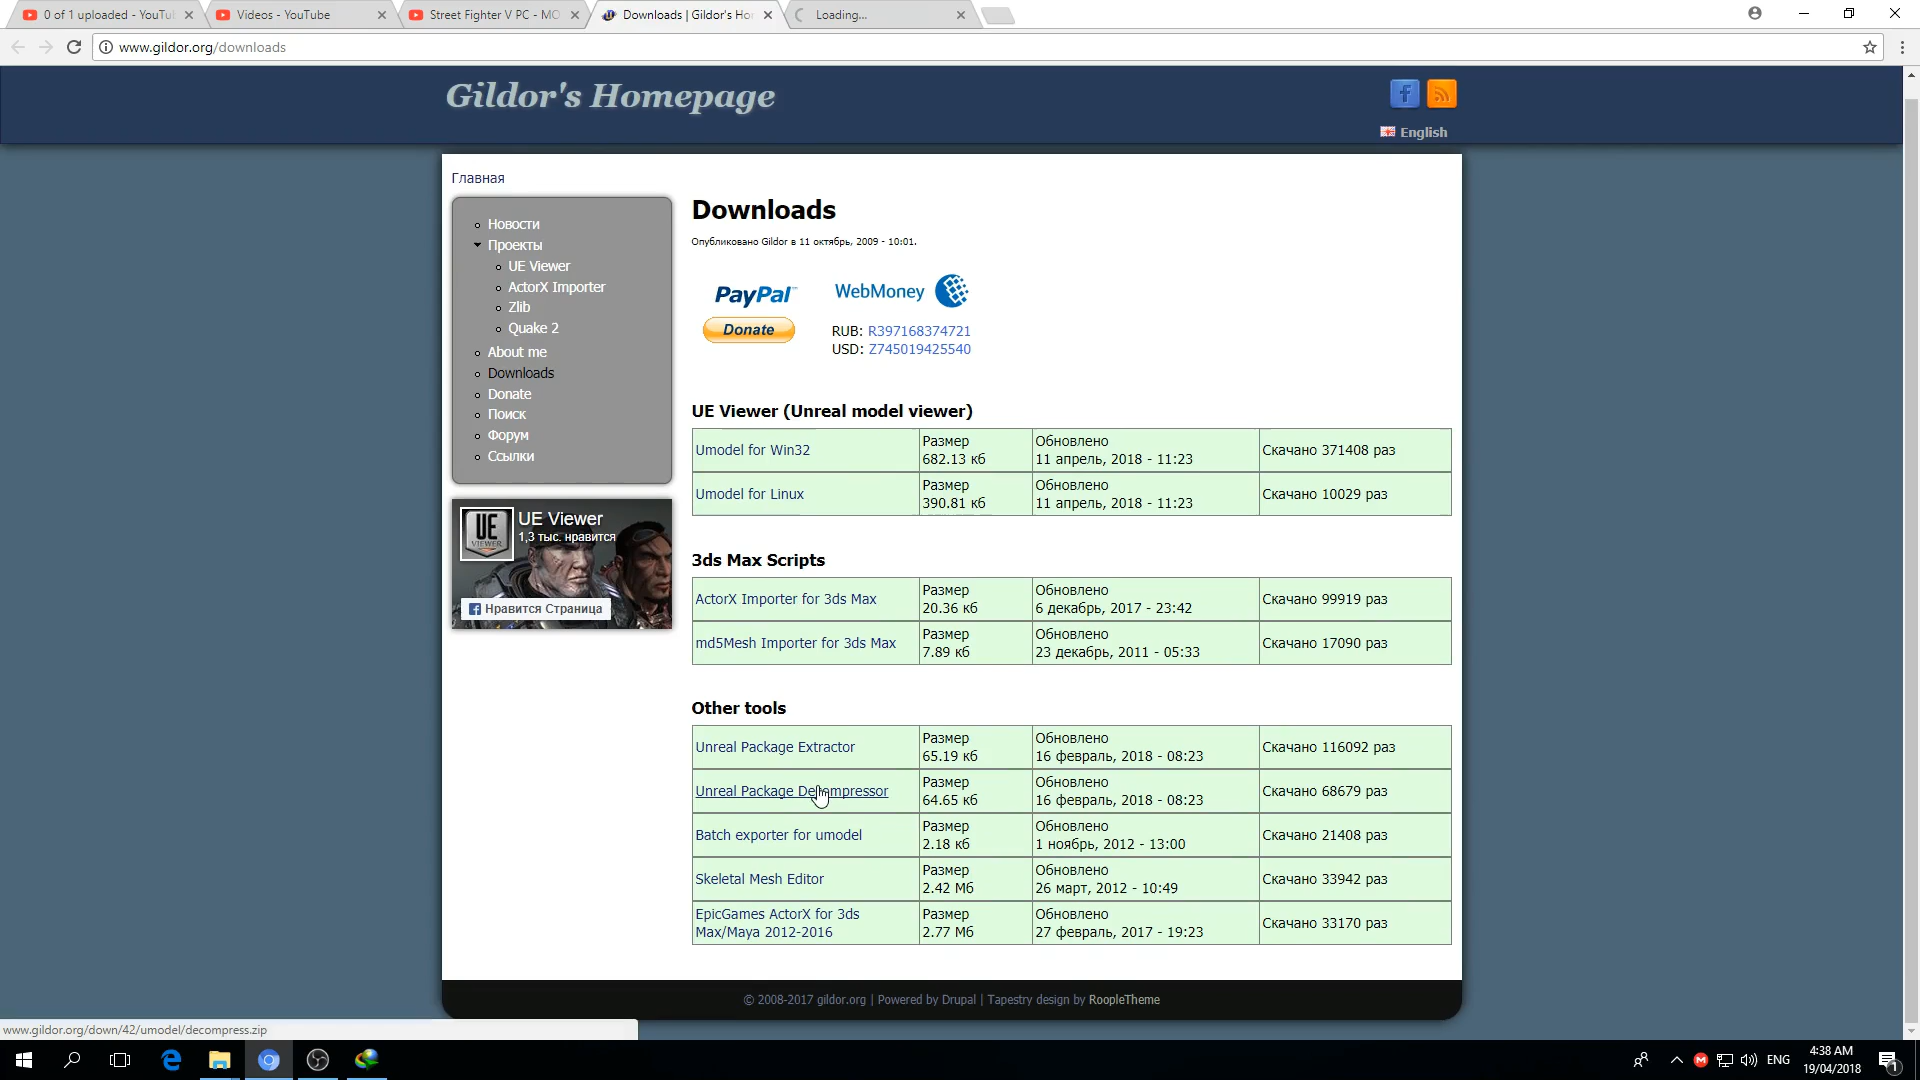 0 of 1 uploaded - YouTu
Videos - YouTube
Street Fighter V PC - MO
Downloads | Gildor's Ho
Loading...
www.gildor.org/downloads
Gildor's Homepage
English
Главная
Новости
Проекты
UE Viewer
ActorX Importer
Zlib
Quake 2
About me
Downloads
Donate
Поиск
Форум
Ссылки
UE
VIEWER
UE Viewer
1,3 тыс. нравится
Нравится Страница
Downloads
Опубликовано Gildor в 11 октябрь, 2009 - 10:01.
PayPal
Donate
WebMoney
RUB: R397168374721
USD: Z745019425540
UE Viewer (Unreal model viewer)
Umodel for Win32 Размер 682.13 кб Обновлено 11 апрель, 2018 - 11:23 Скачано 371408 раз
Umodel for Linux Размер 390.81 кб Обновлено 11 апрель, 2018 - 11:23 Скачано 10029 раз
3ds Max Scripts
ActorX Importer for 3ds Max Размер 20.36 кб Обновлено 6 декабрь, 2017 - 23:42 Скачано 99919 раз
md5Mesh Importer for 3ds Max Размер 7.89 кб Обновлено 23 декабрь, 2011 - 05:33 Скачано 17090 раз
Other tools
Unreal Package Extractor Размер 65.19 кб Обновлено 16 февраль, 2018 - 08:23 Скачано 116092 раз
Unreal Package Decompressor Размер 64.65 кб Обновлено 16 февраль, 2018 - 08:23 Скачано 68679 раз
Batch exporter for umodel Размер 2.18 кб Обновлено 1 ноябрь, 2012 - 13:00 Скачано 21408 раз
Skeletal Mesh Editor Размер 2.42 Мб Обновлено 26 март, 2012 - 10:49 Скачано 33942 раз
EpicGames ActorX for 3ds Max/Maya 2012-2016 Размер 2.77 Мб Обновлено 27 февраль, 2017 - 19:23 Скачано 33170 раз
© 2008-2017 gildor.org | Powered by Drupal | Tapestry design by RoopleTheme
www.gildor.org/down/42/umodel/decompress.zip
ENG
4:38 AM
19/04/2018
1